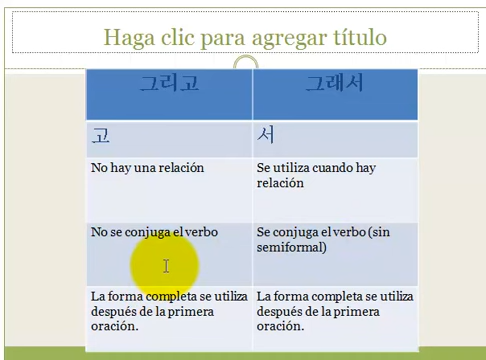 Haga clic para agregar título
그리고 그래서
고 서
No hay una relación
Se utiliza cuando hay
relación
No se conjuga el verbo
Se conjuga el verbo (sin
semiformal)
La forma completa se utiliza
después de la primera
oración.
La forma completa se utiliza
después de la primera
oración.